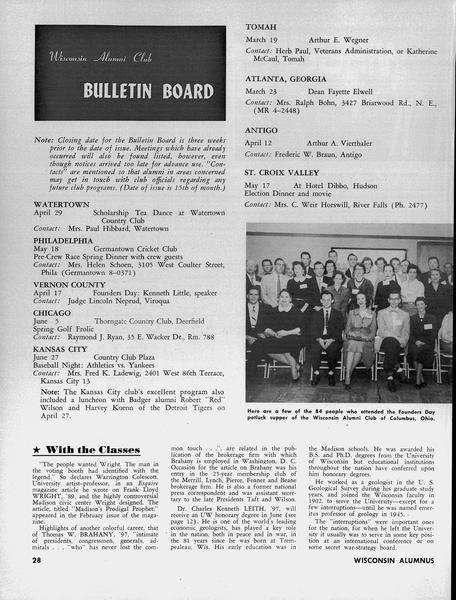 Wisconsin Alumni Club
BULLETIN BOARD
Note: Closing date for the Bulletin Board is three weeks
prior to the date of issue. Meetings which have already
occurred will also be found listed, however, even
though notices arrived too late for advance use. "Con-
tacts" are mentioned so that alumni in areas concerned
may get in touch with club officials regarding any
future club programs. (Date of issue is 15th of month.)
WATERTOWN
April 29 Scholarship Tea Dance at Watertown
Country Club
Contact: Mrs. Paul Hibbard, Watertown
PHILADELPHIA
May 18 Germantown Cricket Club
Pre-Crew Race Spring Dinner with crew guests
Contact: Mrs. Helen Schoen, 3105 West Coulter Street,
Phila (Germantown 8-0371)
VERNON COUNTY
April 17 Founders Day: Kenneth Little, speaker
Contact: Judge Lincoln Neprud, Viroqua
CHICAGO
June 5 Thorngate Country Club, Deerfield
Spring Golf Frolic
Contact: Raymond J. Ryan, 35 E. Wacker Dr., Rm. 788
KANSAS CITY
June 27 Country Club Plaza
Baseball Night: Athletics vs. Yankees
Contact: Mrs. Fred K. Ladewig, 2401 West 86th Terrace,
Kansas City 13
Note: The Kansas City club's excellent program also
included a luncheon with Badger alumni Robert "Red"
Wilson and Harvey Kuenn of the Detroit Tigers on
April 27.
TOMAH
March 19 Arthur E. Wegner
Contact: Herb Paul, Veterans Administration, or Katherine
McCaul, Tomah
ATLANTA, GEORGIA
March 23 Dean Fayette Elwell
Contact: Mrs. Ralph Bohn, 3427 Briarwood Rd., N. E.,
(MR 4-2448)
ANTIGO
April 12 Arthur A. Vierthaler
Contact: Frederic W. Braun, Antigo
ST. CROIX VALLEY
May 17 At Hotel Dibbo, Hudson
Election Dinner and movie
Contact: Mrs. C. Weir Horswill, River Falls (Ph. 2477)
Here are a few of the 84 people who attended the Founders Day
potluck supper of the Wisconsin Alumni Club of Columbus, Ohio.
★ With the Classes
"The people wanted Wright. The man in
the voting booth had identified with the
legend." So declares Warrington Colescott,
University artist-professor, in an Esquire
magazine article he wrote on Frank Lloyd
WRIGHT, '89, and the highly controversial
Madison civic center Wright designed. The
article, titled "Madison's Prodigal Prophet,"
appeared in the February issue of the maga-
zine.
Highlights of another colorful career, that
of Thomas W. BRAHANY, '97, "intimate
of presidents, congressmen, generals, ad-
mirals . . . "who" has never lost the com-
mon touch . . .", are related in the pub-
lication of the brokerage firm with which
Brahany is employed in Washington, D. C.
Occasion for the article on Brahany was his
entry in the 25-year membership club of
the Merrill, Lynch, Pierce, Fenner and Beane
brokerage firm. He is also a former national
press correspondent and was assistant secre-
tary to the late Presidents Taft and Wilson.
Dr. Charles Kenneth LEITH, '97, will
receive an UW honorary degree in June (see
page 12). He is one of the world's leading
economic geologists, has played a key role
in the nation, both in peace and in war, in
the 81 years since he was born at Trem-
pealeau, Wis. His early education was in
the Madison schools. He was awarded his
B.S. and Ph.D. degrees from the University
of Wisconsin but educational institutions
throughout the nation have conferred upon
him honorary degrees.
He worked as a geologist in the U. S.
Geological Survey during his graduate study
years, and joined the Wisconsin faculty in
1902, to serve the University—except for a
few interruptions—until he was named emer-
itus professor of geology in 1945.
The "interruptions" were important ones
for the nation, for when he left the Univer-
sity it usually was to serve in some key posi-
tion at an international conference or on
some secret war-strategy board.
28
WISCONSIN ALUMNUS